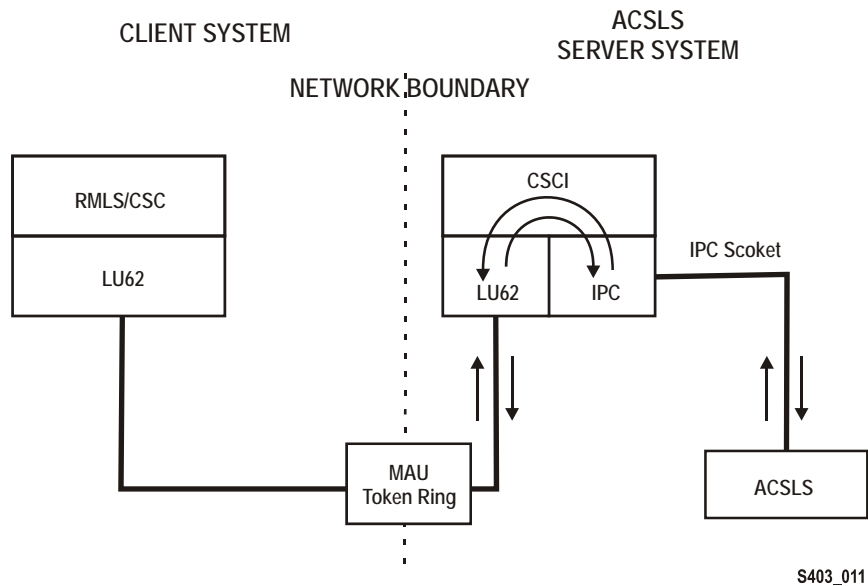 CLIENT SYSTEM
ACSLS
SERVER SYSTEM
NETWORK BOUNDARY
RMLS/CSC
LU62
CSCI
LU62
IPC
IPC Scoket
MAU
Token Ring
ACSLS
S403_011